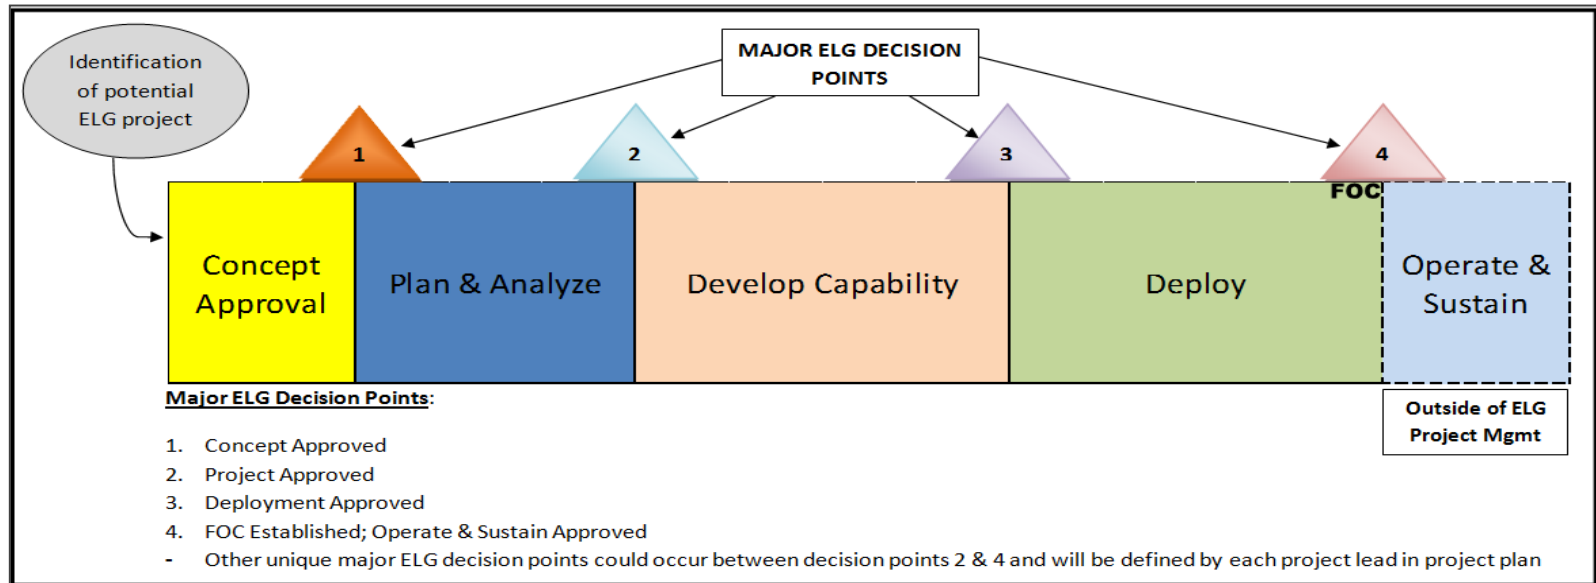 Identification
of potential
ELG project
MAJOR ELG DECISION
POINTS
1
2
3
4
FOC
Concept
Approval
Plan & Analyze
Develop Capability
Deploy
Operate &
Sustain
Major ELG Decision Points:
Outside of ELG
Project Mgmt
1. Concept Approved
2. Project Approved
3. Deployment Approved
4. FOC Established; Operate & Sustain Approved
- Other unique major ELG decision points could occur between decision points 2 & 4 and will be defined by each project lead in project plan